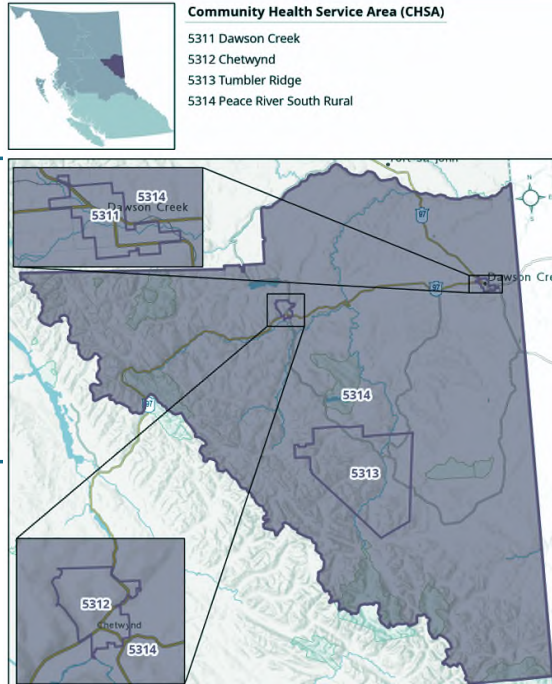 Community Health Service Area (CHSA)
5311 Dawson Creek
5312 Chetwynd
5313 Tumbler Ridge
5314 Peace River South Rural
5314
Dawson Creek
5311
N
E
S
97
97
Dawson Cre
97
5314
5313
5312
Chetwynd
5314